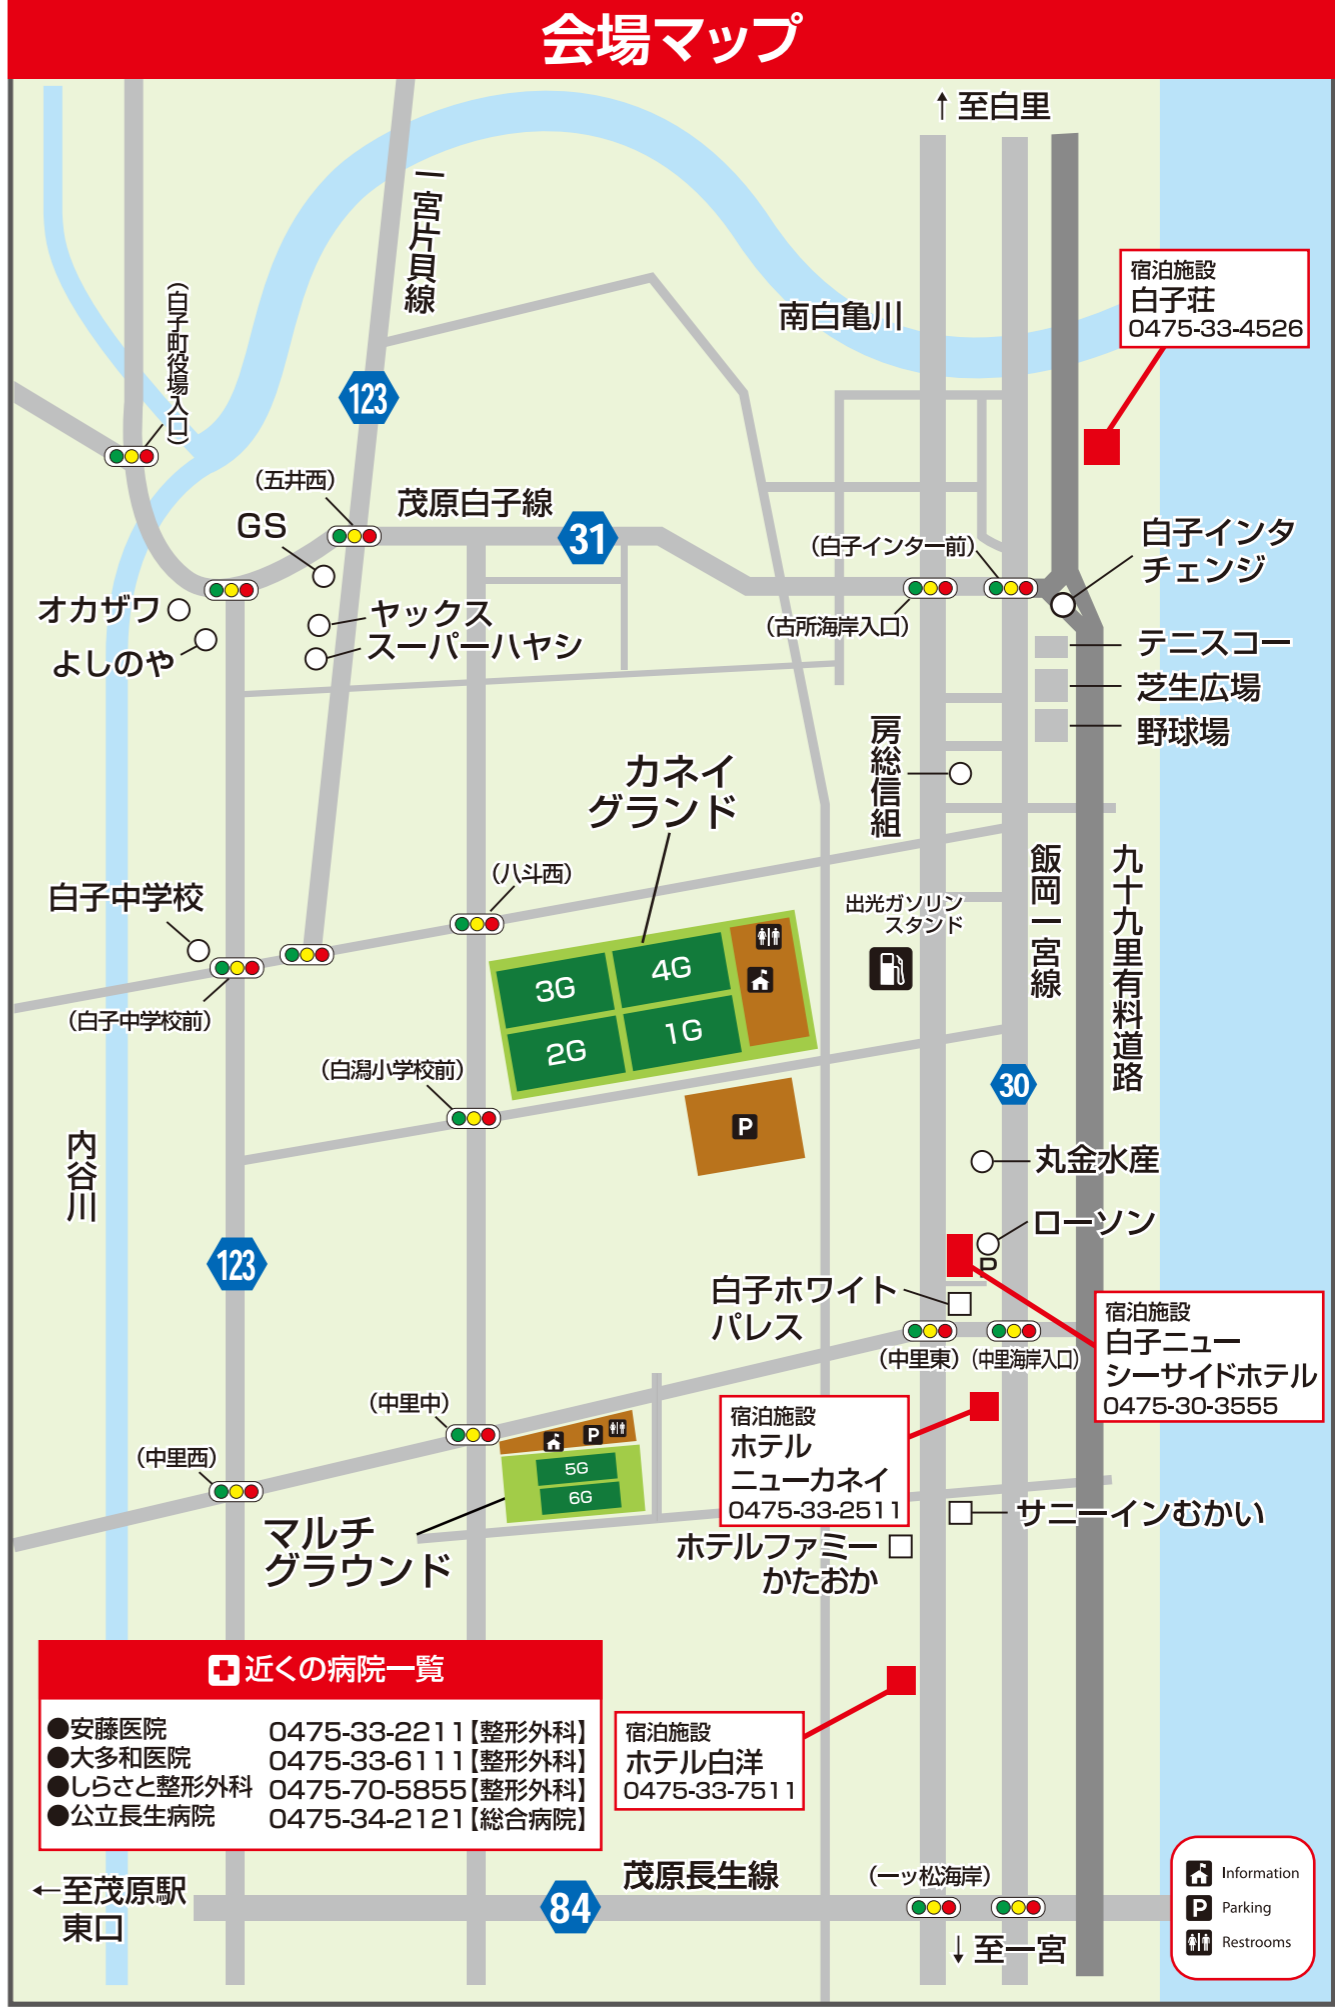 会場マップ
↑至白里
一宮片貝線
南白亀川
宿泊施設
白子荘
0475-33-4526
(白子町役場入口)
123
(五井西)
GS
茂原白子線
31
(白子インター前)
白子インタ
チェンジ
オカザワ
よしのや
ヤックス
スーパーハヤシ
(古所海岸入口)
テニスコー
芝生広場
野球場
房総信組
カネイ
グランド
飯岡一宮線
九十九里有料道路
白子中学校
(八斗西)
出光ガソリン
スタンド
3G
4G
2G
1G
(白子中学校前)
(白潟小学校前)
30
P
内谷川
丸金水産
ローソン
P
123
白子ホワイト
パレス
宿泊施設
白子ニュー
シーサイドホテル
0475-30-3555
(中里東)
(中里海岸入口)
(中里中)
(中里西)
P
5G
6G
宿泊施設
ホテル
ニューカネイ
0475-33-2511
サニーインむかい
マルチ
グラウンド
ホテルファミー
かたおか
近くの病院一覧
●安藤医院 0475-33-2211【整形外科】
●大多和医院 0475-33-6111【整形外科】
●しらさと整形外科 0475-70-5855【整形外科】
●公立長生病院 0475-34-2121【総合病院】
宿泊施設
ホテル白洋
0475-33-7511
←至茂原駅
東口
84
茂原長生線
(一ッ松海岸)
↓至一宮
Information
P Parking
Restrooms